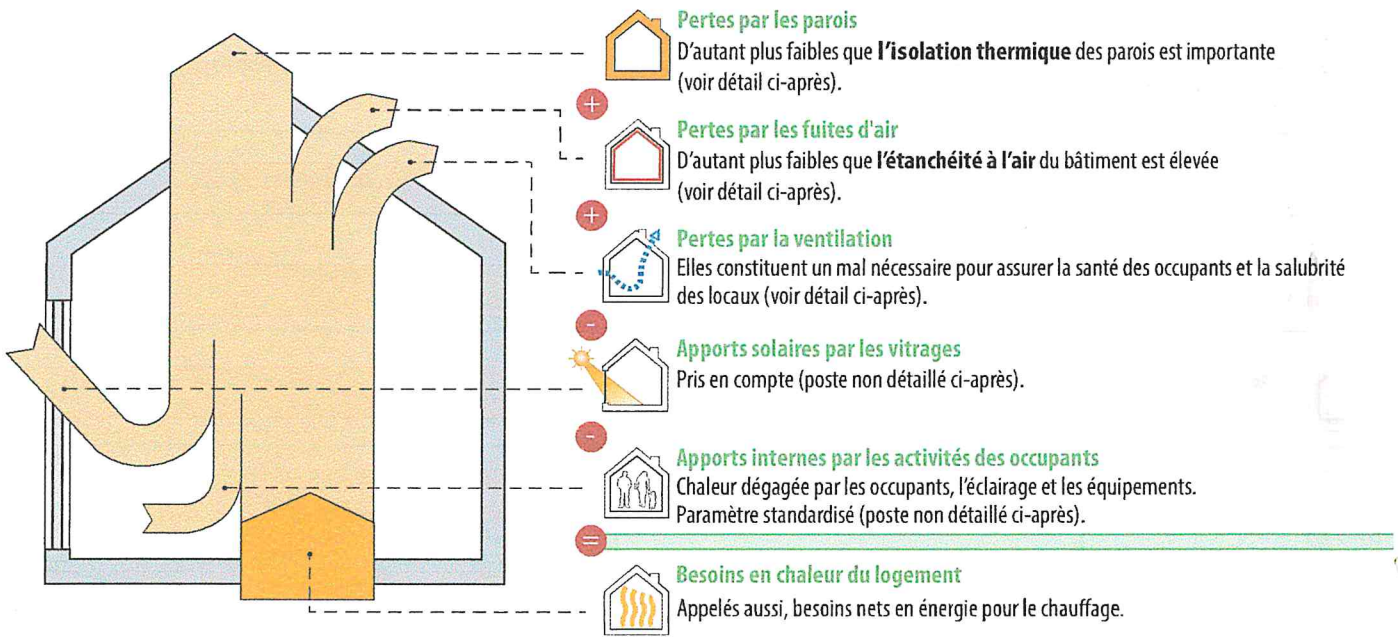 Pertes par les parois
D'autant plus faibles que l'isolation thermique des parois est importante
(voir détail ci-après).
+
Pertes par les fuites d'air
D'autant plus faibles que l'étanchéité à l'air du bâtiment est élevée
(voir détail ci-après).
+
Pertes par la ventilation
Elles constituent un mal nécessaire pour assurer la santé des occupants et la salubrité
des locaux (voir détail ci-après).
-
Apports solaires par les vitrages
Pris en compte (poste non détaillé ci-après).
-
Apports internes par les activités des occupants
Chaleur dégagée par les occupants, l'éclairage et les équipements.
Paramètre standardisé (poste non détaillé ci-après).
=
Besoins en chaleur du logement
Appelés aussi, besoins nets en énergie pour le chauffage.